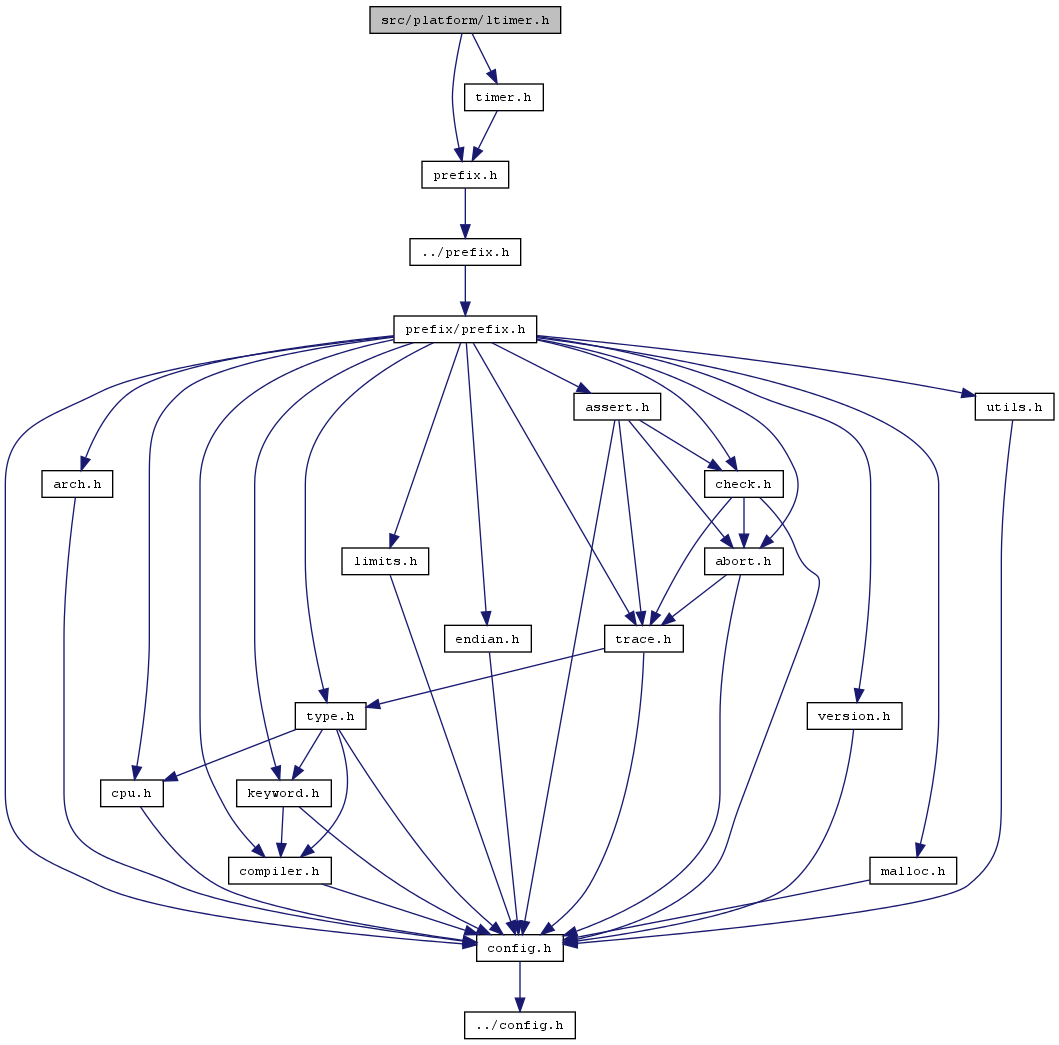 src/platform/ltimer.h
timer.h
prefix.h
../prefix.h
prefix/prefix.h
assert.h
utils.h
arch.h
check.h
limits.h
abort.h
endian.h
trace.h
type.h
version.h
cpu.h
keyword.h
compiler.h
malloc.h
config.h
../config.h